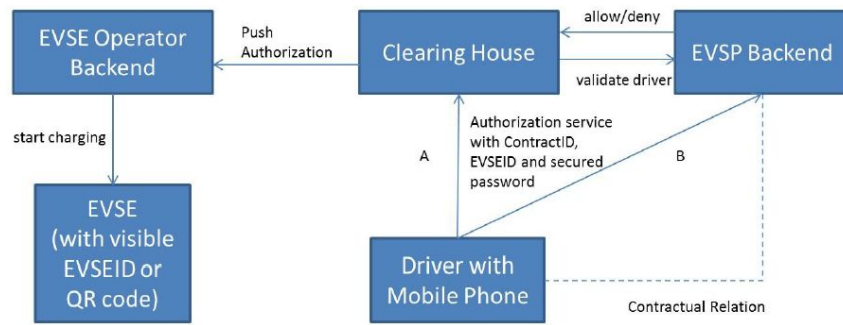 EVSE Operator
Backend
Push
Authorization
Clearing House
allow/deny
validate driver
EVSP Backend
start charging
A
Authorization service
with ContractID,
EVSEID and secured
password
B
EVSE
(with visible
EVSEID or
QR code)
Driver with
Mobile Phone
Contractual Relation